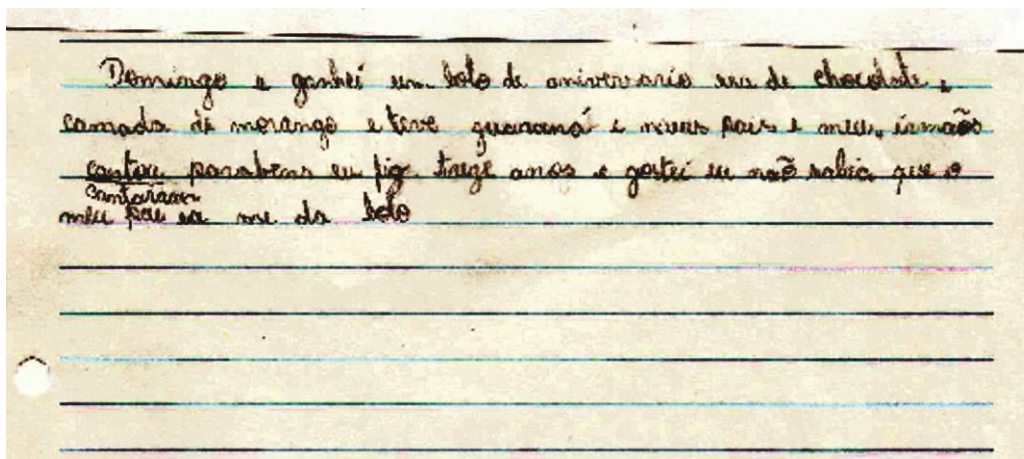 Domingo e ganhei um bolo de aniversario era de chocolate e
camada de morango e teve guaraná e meus pais e meus irmãos
cantou parabens eu fiz treze anos e gostei eu não sabia que o
cantaram
meu pai ia me da bolo